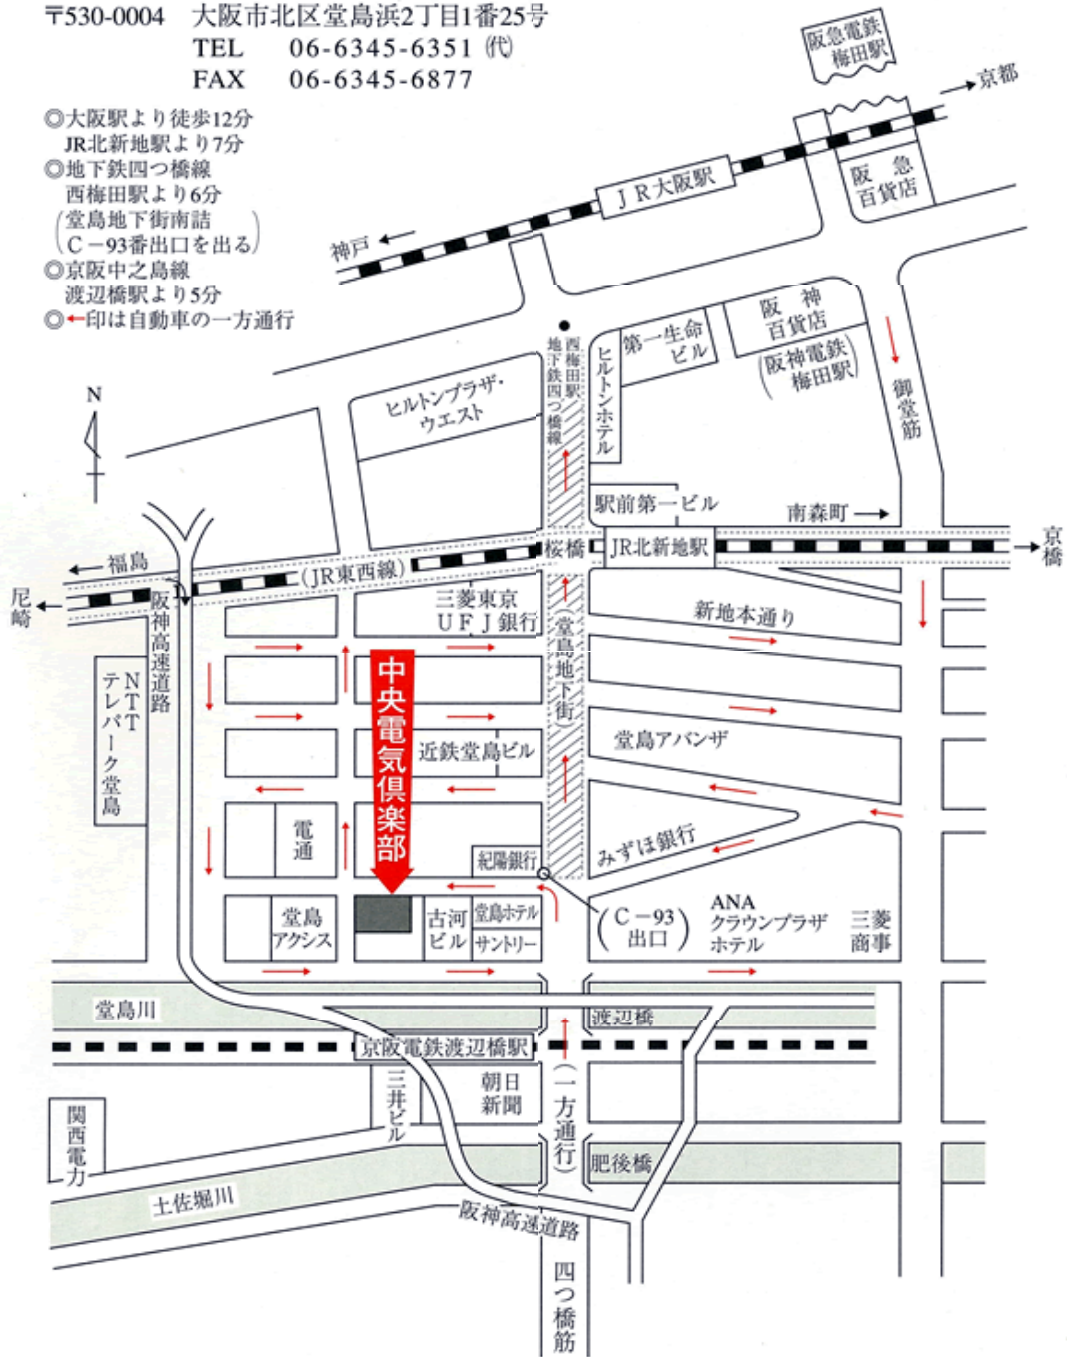 〒530-0004 大阪市北区堂島浜2丁目1番25号
TEL 06-6345-6351 ㈹
FAX 06-6345-6877
◎大阪駅より徒歩12分
JR北新地駅より7分
◎地下鉄四つ橋線
西梅田駅より6分
(堂島地下街南詰
C－93番出口を出る)
◎京阪中之島線
渡辺橋駅より5分
◎←印は自動車の一方通行
阪急電鉄
梅田駅
→京都
JR大阪駅
阪急
百貨店
神戸←
阪神
百貨店
(阪神電鉄
梅田駅)
第一生命
ビル
ヒルトンホテル
西梅田駅
地下鉄四つ橋線
ヒルトンプラザ・
ウエスト
御堂筋
N
駅前第一ビル
南森町→
←福島
桜橋
JR北新地駅
→京橋
(JR東西線)
尼崎←
阪神高速道路
三菱東京
UFJ銀行
新地本通り
(堂島地下街)
NTT
テレパーク堂島
中央電気倶楽部
近鉄堂島ビル
堂島アバンザ
電通
紀陽銀行
みずほ銀行
堂島
アクシス
古河
ビル
堂島ホテル
サントリー
(C－93
出口)
ANA
クラウンプラザ
ホテル
三菱
商事
堂島川
渡辺橋
京阪電鉄渡辺橋駅
三井ビル
朝日
新聞
(一方通行)
関西電力
肥後橋
土佐堀川
阪神高速道路
四つ橋筋